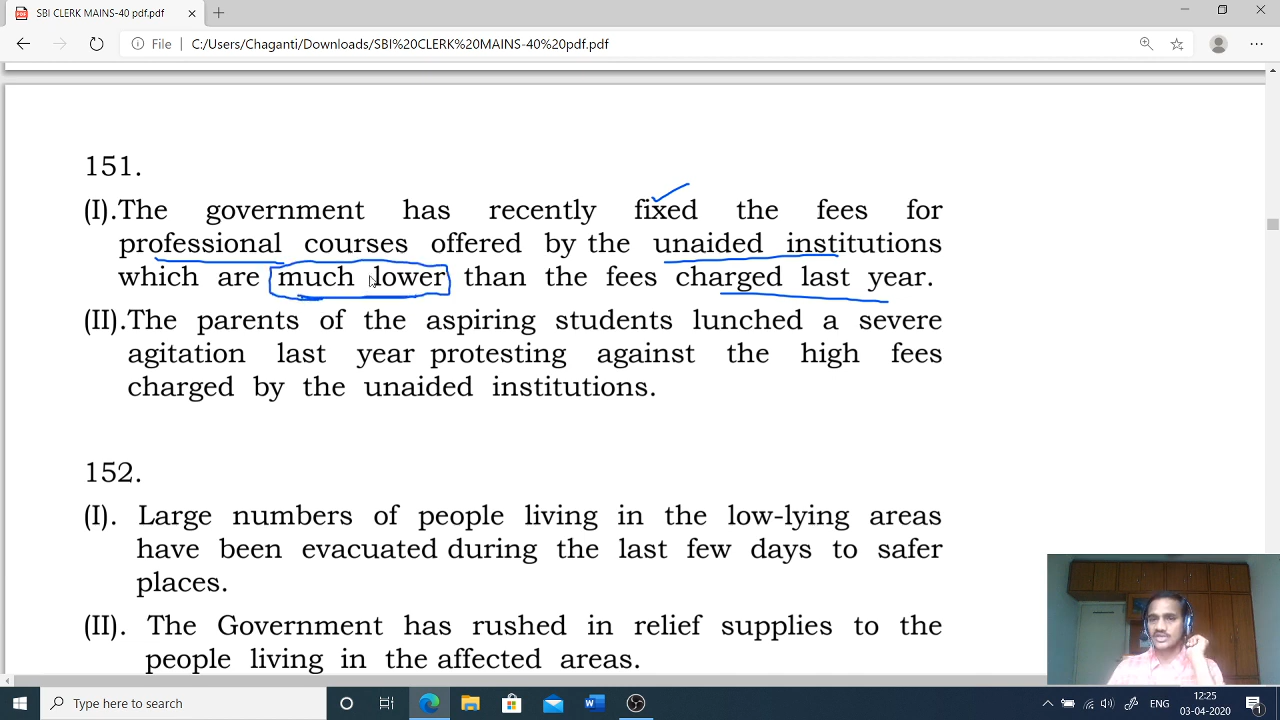 SBI CLERK MAINS-40 pdf.pdf
File
C:/Users/Chaganti/Downloads/SBI%20CLERK%20MAINS-40%20pdf.pdf
151.
(I).The government has recently fixed the fees for
professional courses offered by the unaided institutions
which are much lower than the fees charged last year.
(II).The parents of the aspiring students lunched a severe
agitation last year protesting against the high fees
charged by the unaided institutions.
152.
(I). Large numbers of people living in the low-lying areas
have been evacuated during the last few days to safer
places.
(II). The Government has rushed in relief supplies to the
people living in the affected areas.
Type here to search
ENG
12:25
03-04-2020